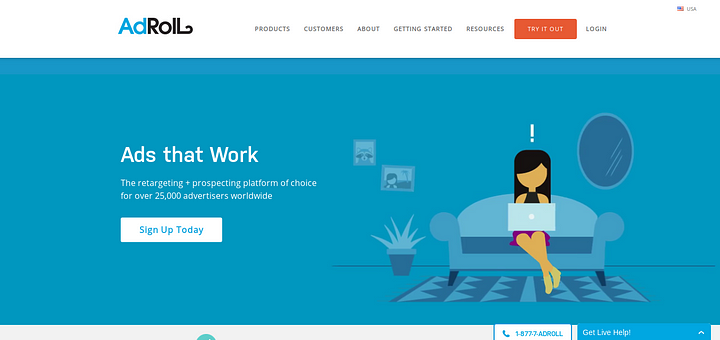 USA
AdRoll
PRODUCTS CUSTOMERS ABOUT GETTING STARTED RESOURCES TRY IT OUT LOGIN
!
Ads that Work
The retargeting + prospecting platform of choice
for over 25,000 advertisers worldwide
Sign Up Today
1-877-7-ADROLL
Get Live Help!